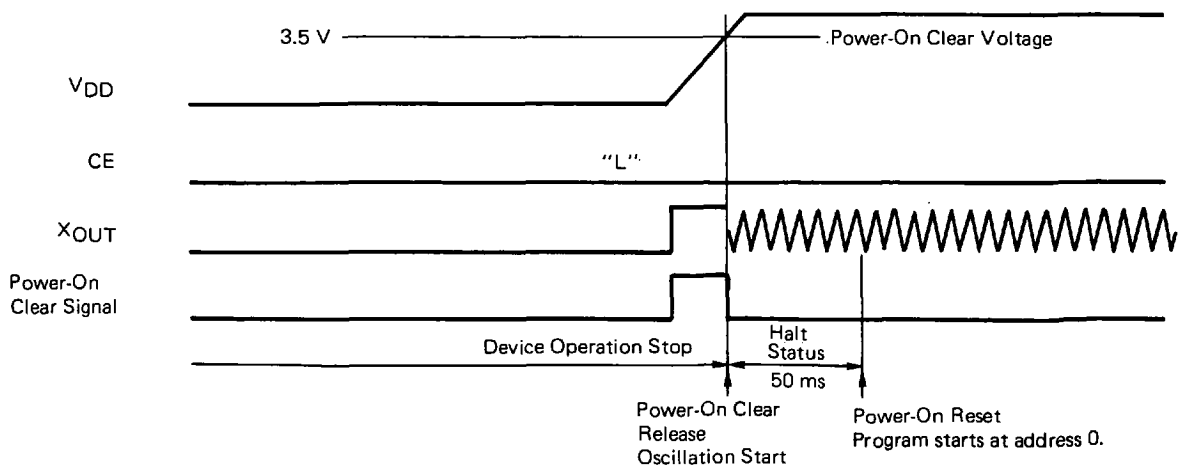 3.5 V
Power-On Clear Voltage
VDD
CE
"L"
XOUT
Power-On
Clear Signal
Device Operation Stop
Halt
Status
50 ms
Power-On Clear
Release
Oscillation Start
Power-On Reset
Program starts at address 0.